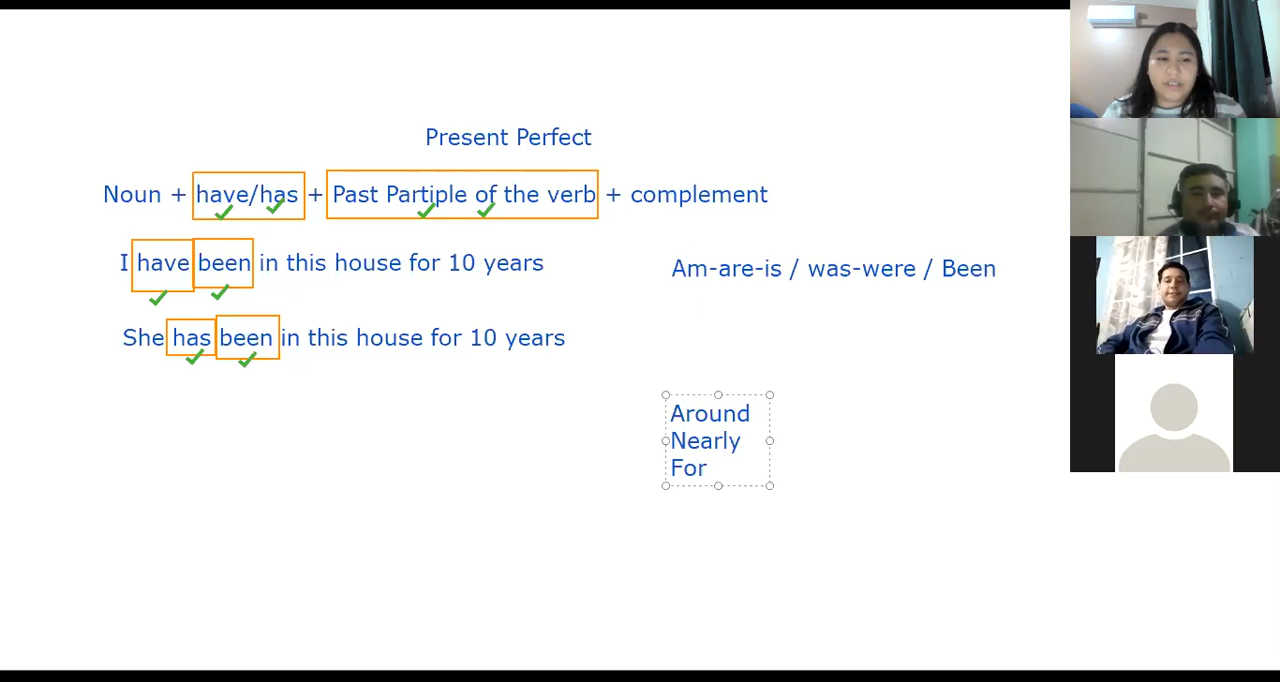 Present Perfect
Noun + have/has + Past Partiple of the verb + complement
I have been in this house for 10 years
Am-are-is / was-were / Been
She has been in this house for 10 years
Around
Nearly
For